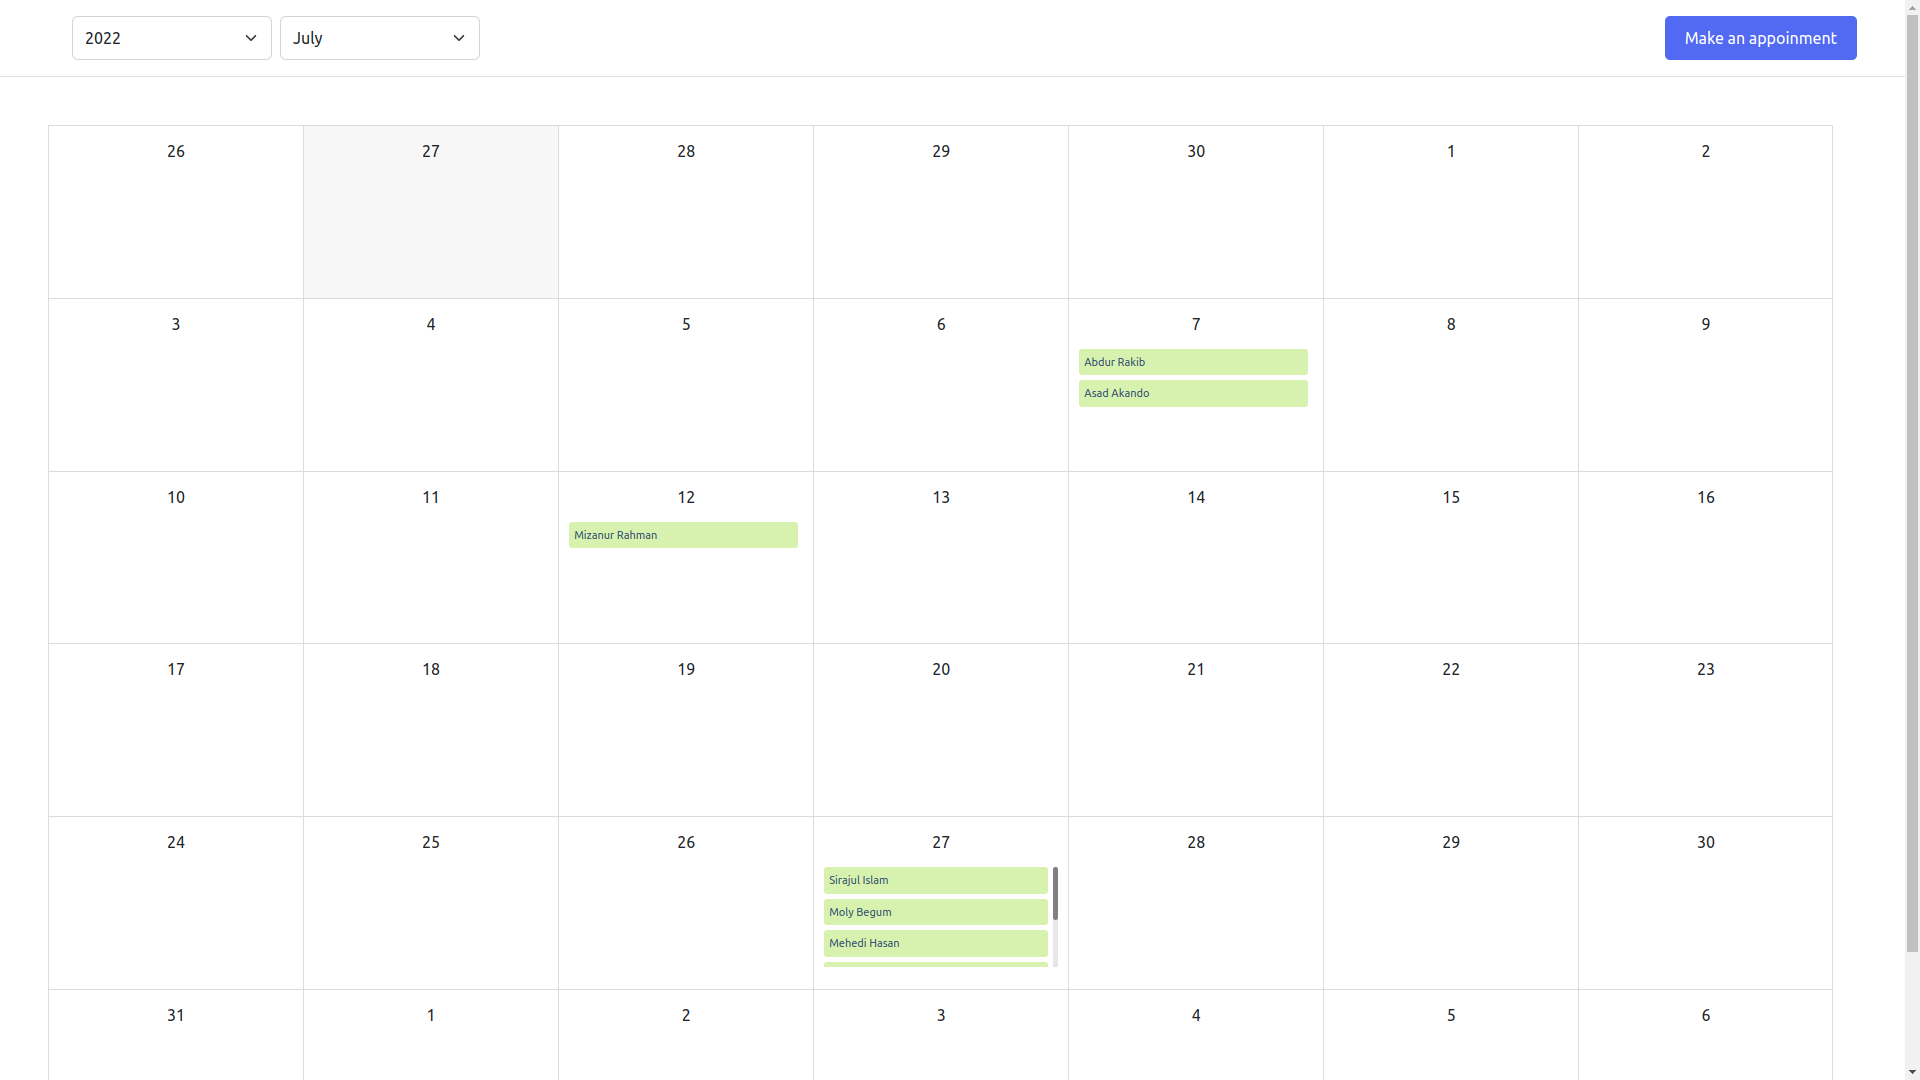 2022 July Make an appoinment
26 27 28 29 30 1 2
3 4 5 6 7 8 9
Abdur Rakib
Asad Akando
10 11 12 13 14 15 16
Mizanur Rahman
17 18 19 20 21 22 23
24 25 26 27 28 29 30
Sirajul Islam
Moly Begum
Mehedi Hasan
31 1 2 3 4 5 6